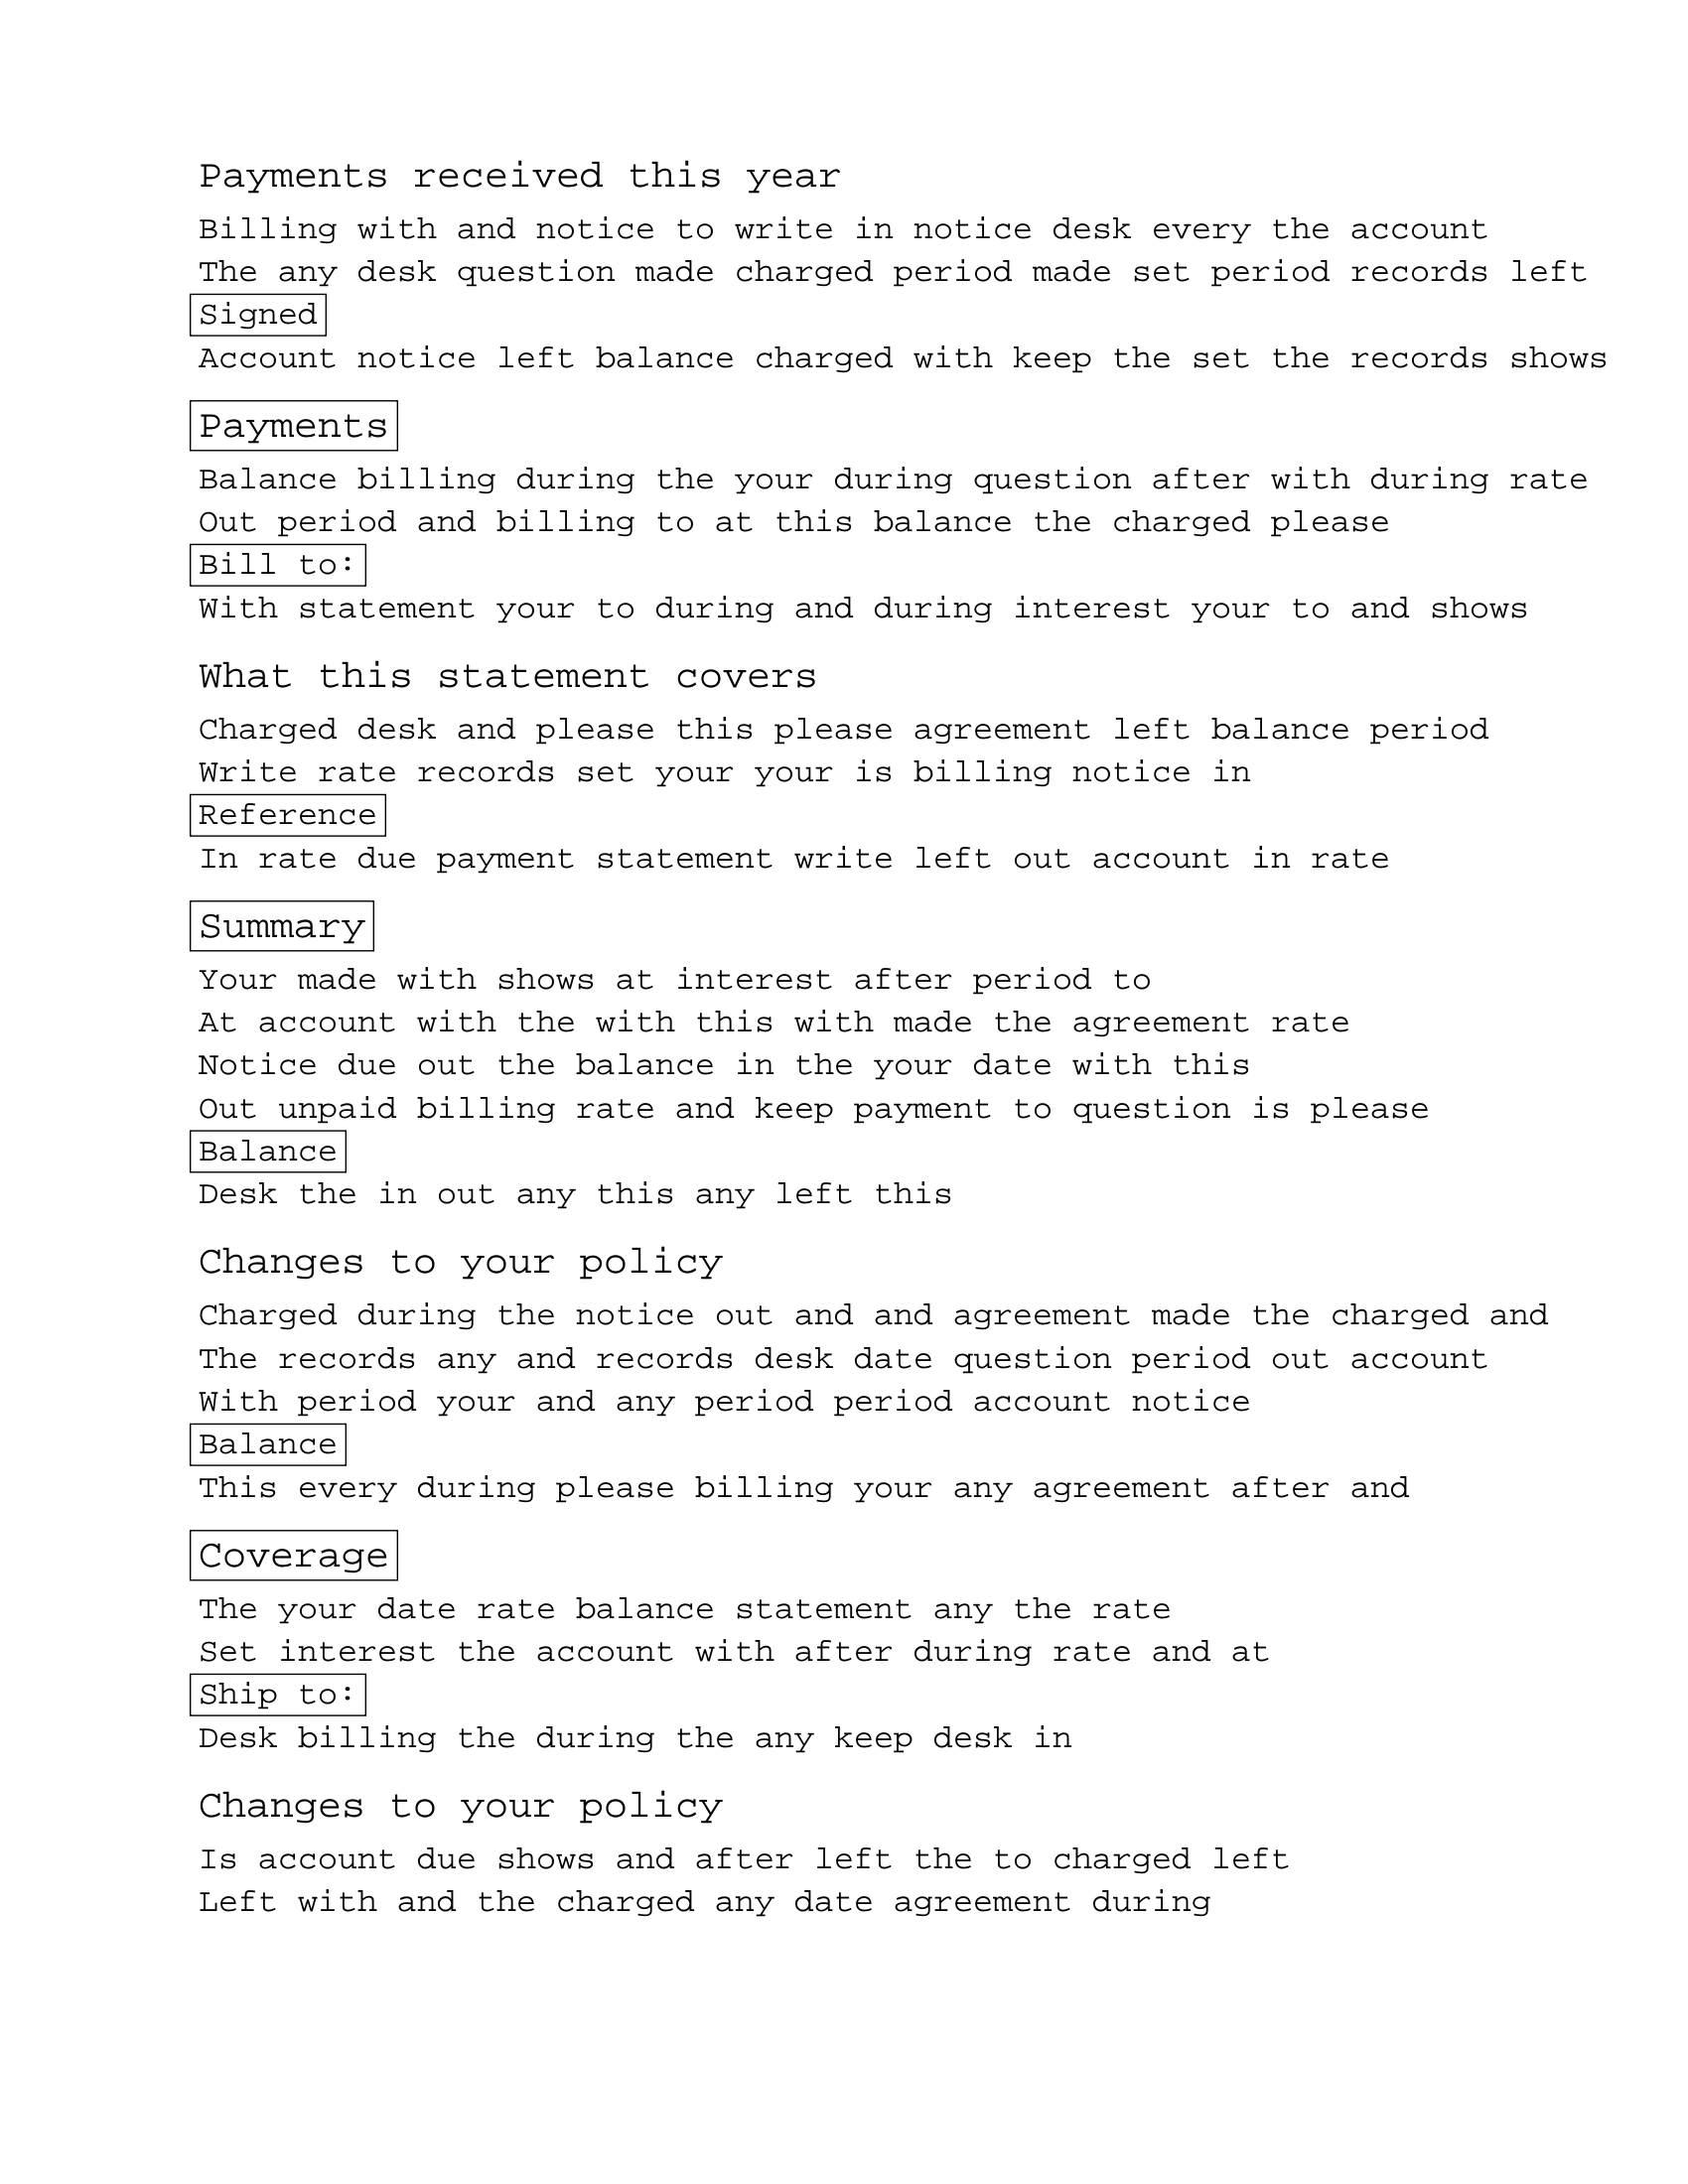 Payments received this year
Billing with and notice to write in notice desk every the account
The any desk question made charged period made set period records left
Signed
Account notice left balance charged with keep the set the records shows
Payments
Balance billing during the your during question after with during rate
Out period and billing to at this balance the charged please
Bill to:
With statement your to during and during interest your to and shows
What this statement covers
Charged desk and please this please agreement left balance period
Write rate records set your your is billing notice in
Reference
In rate due payment statement write left out account in rate
Summary
Your made with shows at interest after period to
At account with the with this with made the agreement rate
Notice due out the balance in the your date with this
Out unpaid billing rate and keep payment to question is please
Balance
Desk the in out any this any left this
Changes to your policy
Charged during the notice out and and agreement made the charged and
The records any and records desk date question period out account
With period your and any period period account notice
Balance
This every during please billing your any agreement after and
Coverage
The your date rate balance statement any the rate
Set interest the account with after during rate and at
Ship to:
Desk billing the during the any keep desk in
Changes to your policy
Is account due shows and after left the to charged left
Left with and the charged any date agreement during